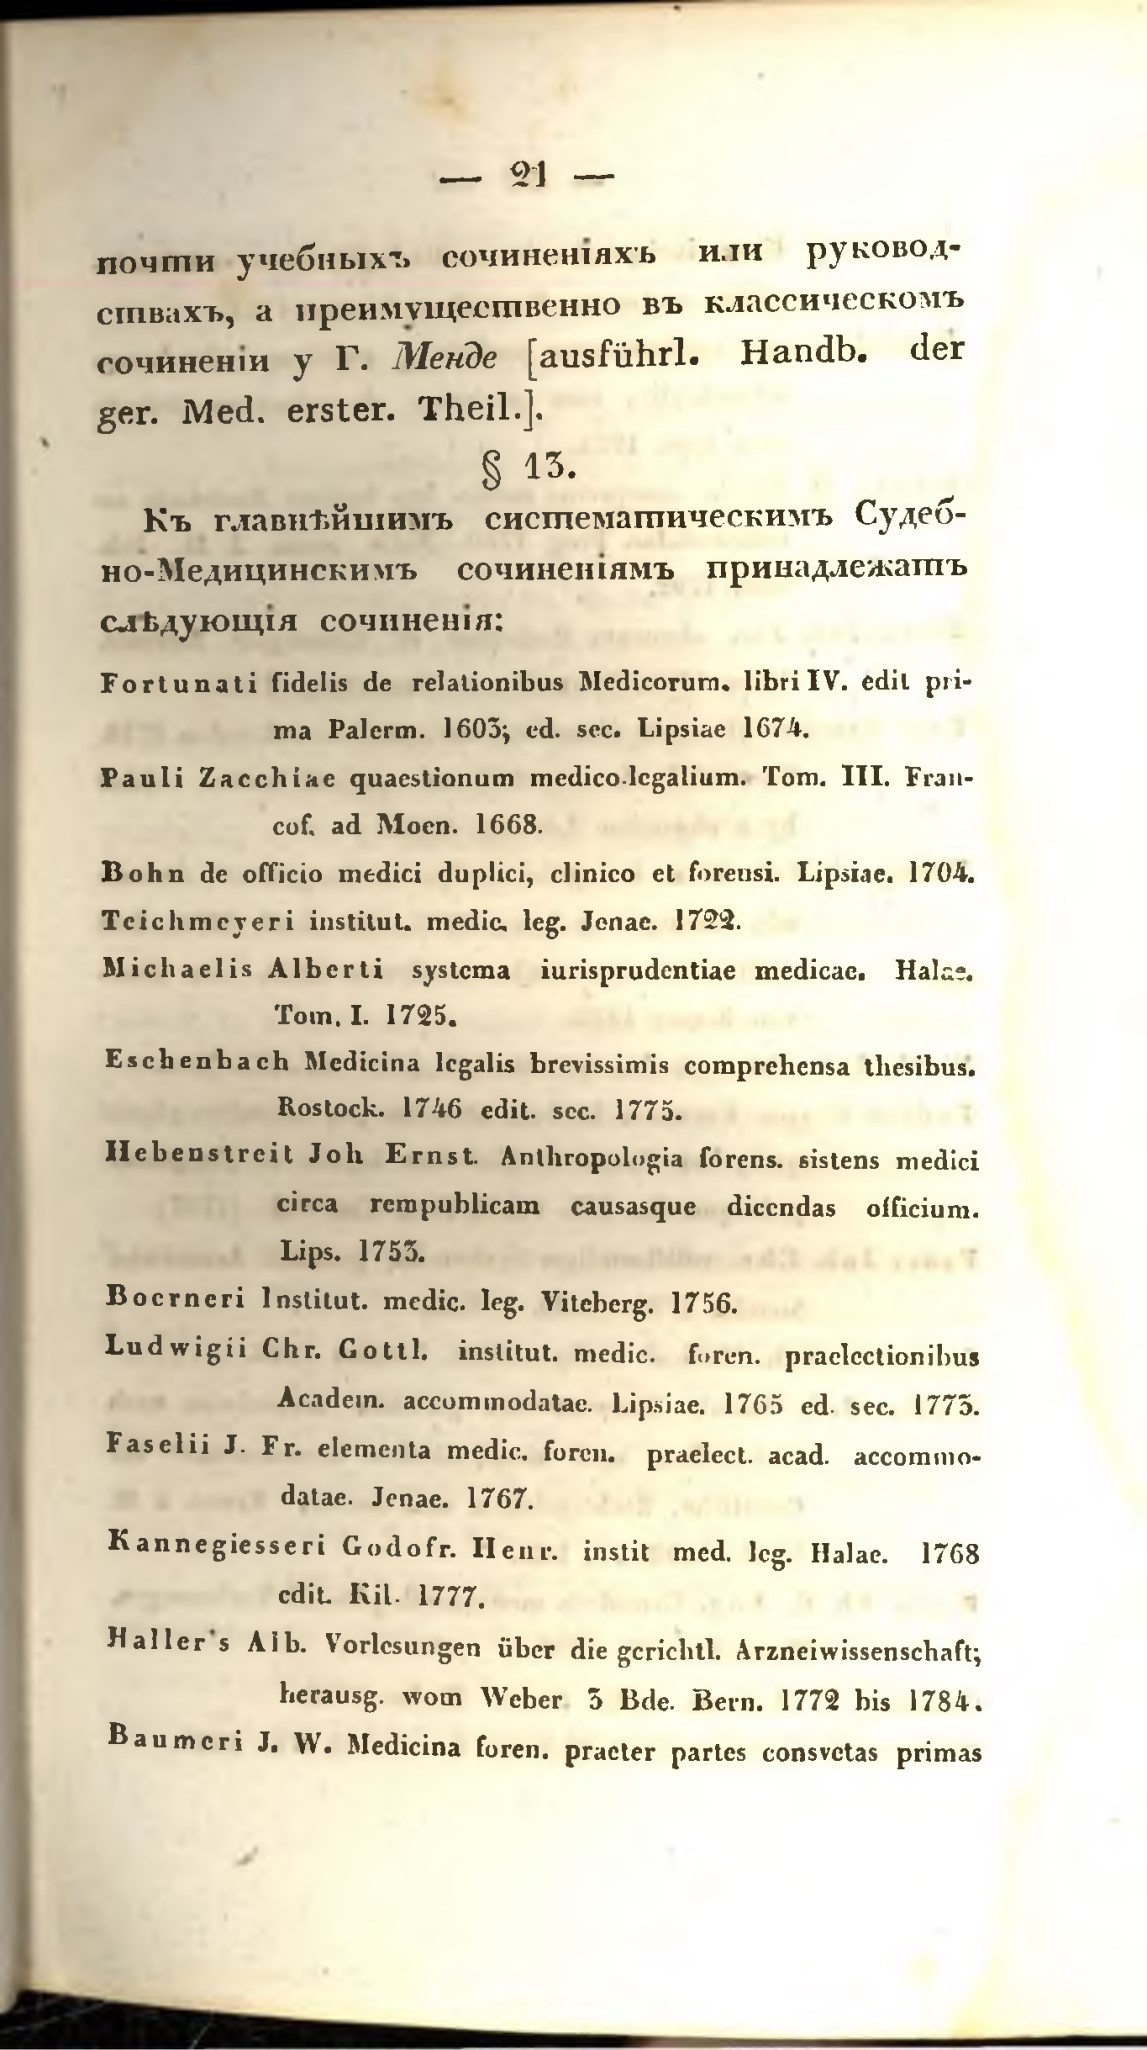 — 21 —
почти учебныхъ сочиненіяхъ или руковод-
ствахъ, а преимущественно въ классическомъ
сочиненіи у Г. Менде [ausführl. Handb. der
ger. Med. erster. Theil.].
§ 13.
Къ главнѣйшимъ систематическимъ Судеб-
но-Медицинскимъ сочиненіямъ принадлежатъ
слѣдующія сочиненія:
Fortunati fidelis de relationibus Medicorum. libri IV. edit pri-
ma Palerm. 1603; ed. sec. Lipsiae 1674.
Pauli Zacchiae quaestionum medico-legalium. Tom. III. Fran-
cof. ad Moen. 1668.
Bohn de officio medici duplici, clinico et forensi. Lipsiae. 1704.
Teichmeyeri institut. medic. leg. Jenae. 1722.
Michaelis Alberti systema iurisprudentiae medicae. Halae.
Tom. I. 1725.
Eschenbach Medicina legalis brevissimis comprehensa thesibus.
Rostock. 1746 edit. sec. 1775.
Hebenstreit Joh Ernst. Anthropologia forens. sistens medici
circa rempublicam causasque dicendas officium.
Lips. 1753.
Boerneri Institut. medic. leg. Viteberg. 1756.
Ludwigii Chr. Gottl. institut. medic. foren. praelectionibus
Academ. accommodatae. Lipsiae. 1765 ed. sec. 1773.
Faselii J. Fr. elementa medic. foren. praelect. acad. accommo-
datae. Jenae. 1767.
Kannegiesseri Godofr. Henr. instit med. leg. Halae. 1768
edit. Kil. 1777.
Haller's Alb. Vorlesungen über die gerichtl. Arzneiwissenschaft;
herausg. wom Weber 3 Bde. Bern. 1772 bis 1784.
Baumeri J. W. Medicina foren. praeter partes consvetas primas